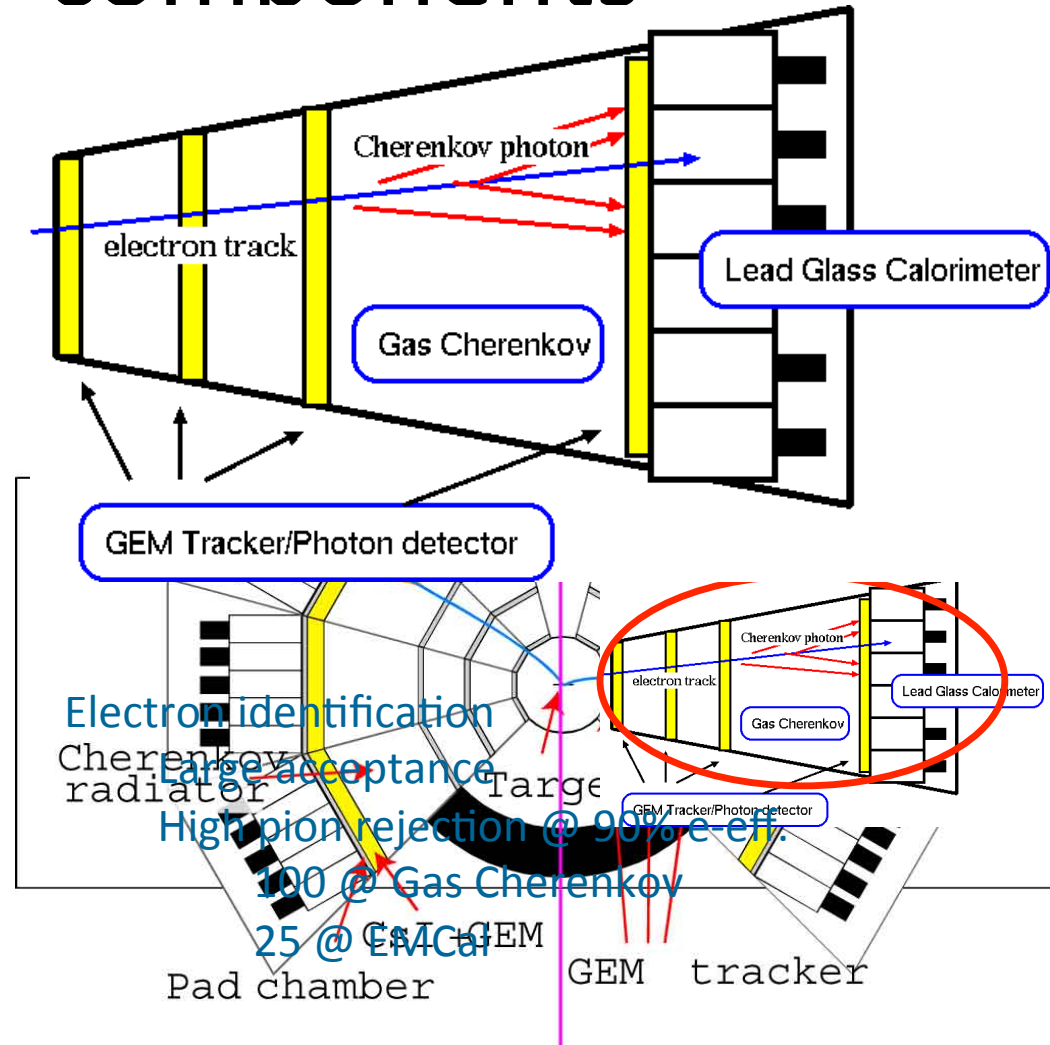 components
Cherenkov photon
electron track
Lead Glass Calorimeter
Gas Cherenkov
GEM Tracker/Photon detector
Cherenkov photon
electron track
Lead Glass Calorimeter
Gas Cherenkov
GEM Tracker/Photon detector
Electron identification
Large acceptance
High pion rejection @ 90% e-eff.
100 @ Gas Cherenkov
25 @ EMCal
Cherenkov
radiator
Targe
CsI +GEM
Pad chamber
GEM tracker